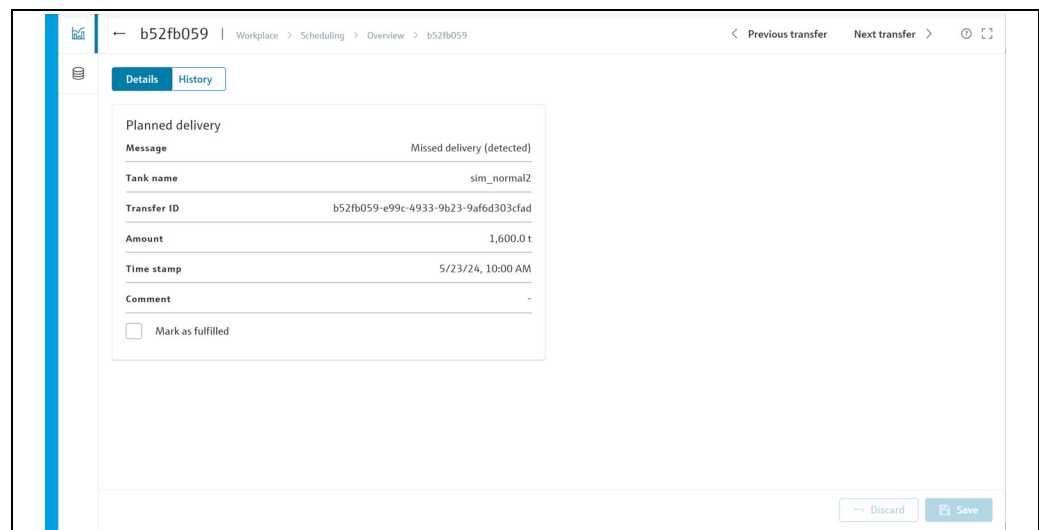 ← b52fb059 | Workplace > Scheduling > Overview > b52fb059 < Previous transfer Next transfer >
Details History
Planned delivery
Message Missed delivery (detected)
Tank name sim_normal2
Transfer ID b52fb059-e99c-4933-9b23-9af6d303cfad
Amount 1,600.0 t
Time stamp 5/23/24, 10:00 AM
Comment -
Mark as fulfilled
Discard Save